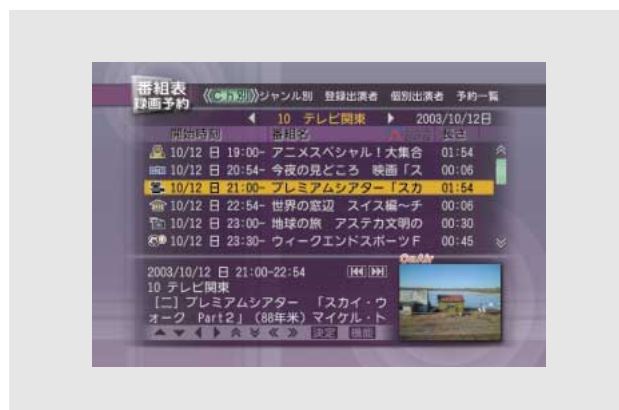 番組表
録画予約
Ch別 ジャンル別 登録出演者 個別出演者 予約一覧
10 テレビ関東 2003/10/12日
開始時刻 番組名 長さ
10/12 日 19:00- アニメスペシャル！大集合 01:54
10/12 日 20:54- 今夜の見どころ 映画「ス 00:06
10/12 日 21:00- プレミアムシアター「スカ 01:54
10/12 日 22:54- 世界の窓辺 スイス編〜チ 00:06
10/12 日 23:00- 地球の旅 アステカ文明の 00:30
10/12 日 23:30- ウィークエンドスポーツF 00:45
OnAir
2003/10/12 日 21:00-22:54
10 テレビ関東
[二] プレミアムシアター 「スカイ・ウ
ォーク Part2」（88年米）マイケル・ト
決定 機能